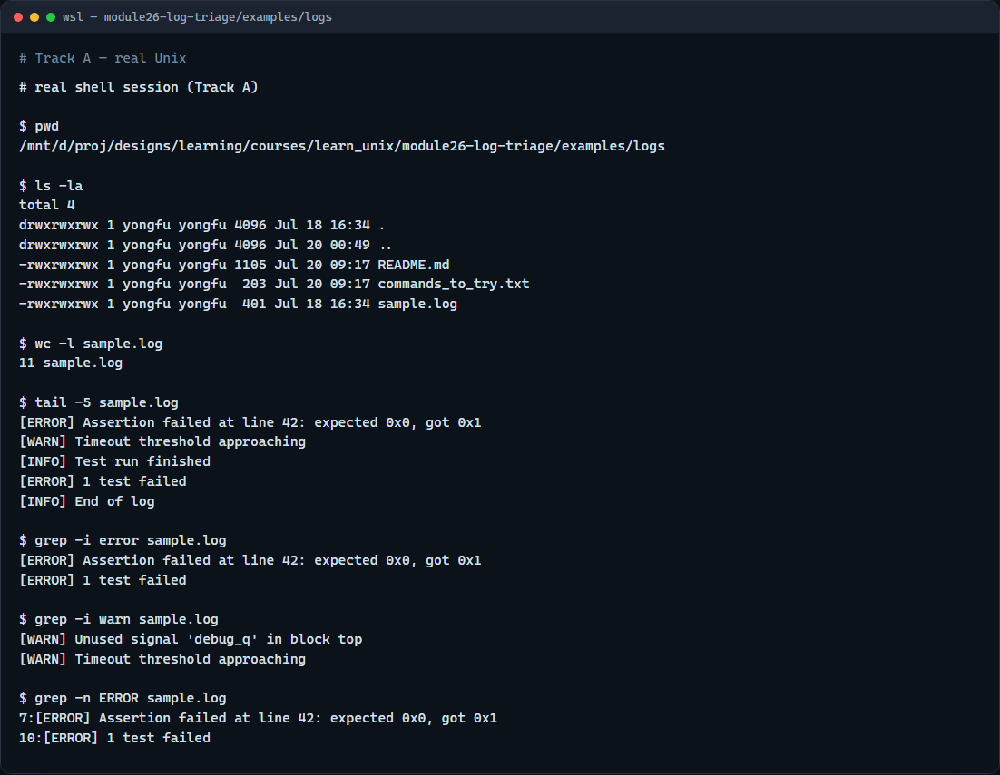 wsl — module26-log-triage/examples/logs
# Track A — real Unix
# real shell session (Track A)
$ pwd
/mnt/d/proj/designs/learning/courses/learn_unix/module26-log-triage/examples/logs
$ ls -la
total 4
drwxrwxrwx 1 yongfu yongfu 4096 Jul 18 16:34 .
drwxrwxrwx 1 yongfu yongfu 4096 Jul 20 00:49 ..
-rwxrwxrwx 1 yongfu yongfu 1105 Jul 20 09:17 README.md
-rwxrwxrwx 1 yongfu yongfu  203 Jul 20 09:17 commands_to_try.txt
-rwxrwxrwx 1 yongfu yongfu  401 Jul 18 16:34 sample.log
$ wc -l sample.log
11 sample.log
$ tail -5 sample.log
[ERROR] Assertion failed at line 42: expected 0x0, got 0x1
[WARN] Timeout threshold approaching
[INFO] Test run finished
[ERROR] 1 test failed
[INFO] End of log
$ grep -i error sample.log
[ERROR] Assertion failed at line 42: expected 0x0, got 0x1
[ERROR] 1 test failed
$ grep -i warn sample.log
[WARN] Unused signal 'debug_q' in block top
[WARN] Timeout threshold approaching
$ grep -n ERROR sample.log
7:[ERROR] Assertion failed at line 42: expected 0x0, got 0x1
10:[ERROR] 1 test failed